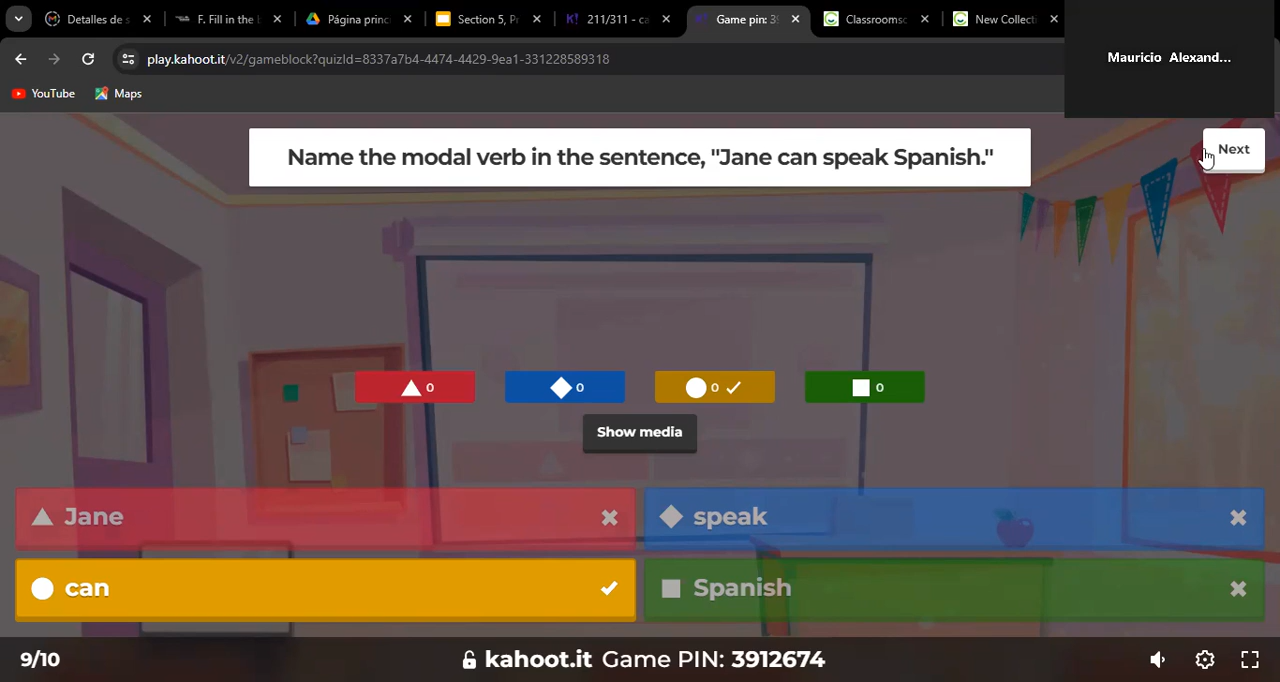 Detalles de s
F. Fill in the b
Página princ
Section 5, Pr
K! 211/311 - ca
K! Game pin: 39
Classroomsc
New Collecti
Mauricio Alexand...
play.kahoot.it/v2/gameblock?quizId=8337a7b4-4474-4429-9ea1-331228589318
YouTube
Maps
Name the modal verb in the sentence, "Jane can speak Spanish."
Next
0
0
0
0
Show media
Jane
speak
can
Spanish
9/10
kahoot.it Game PIN: 3912674